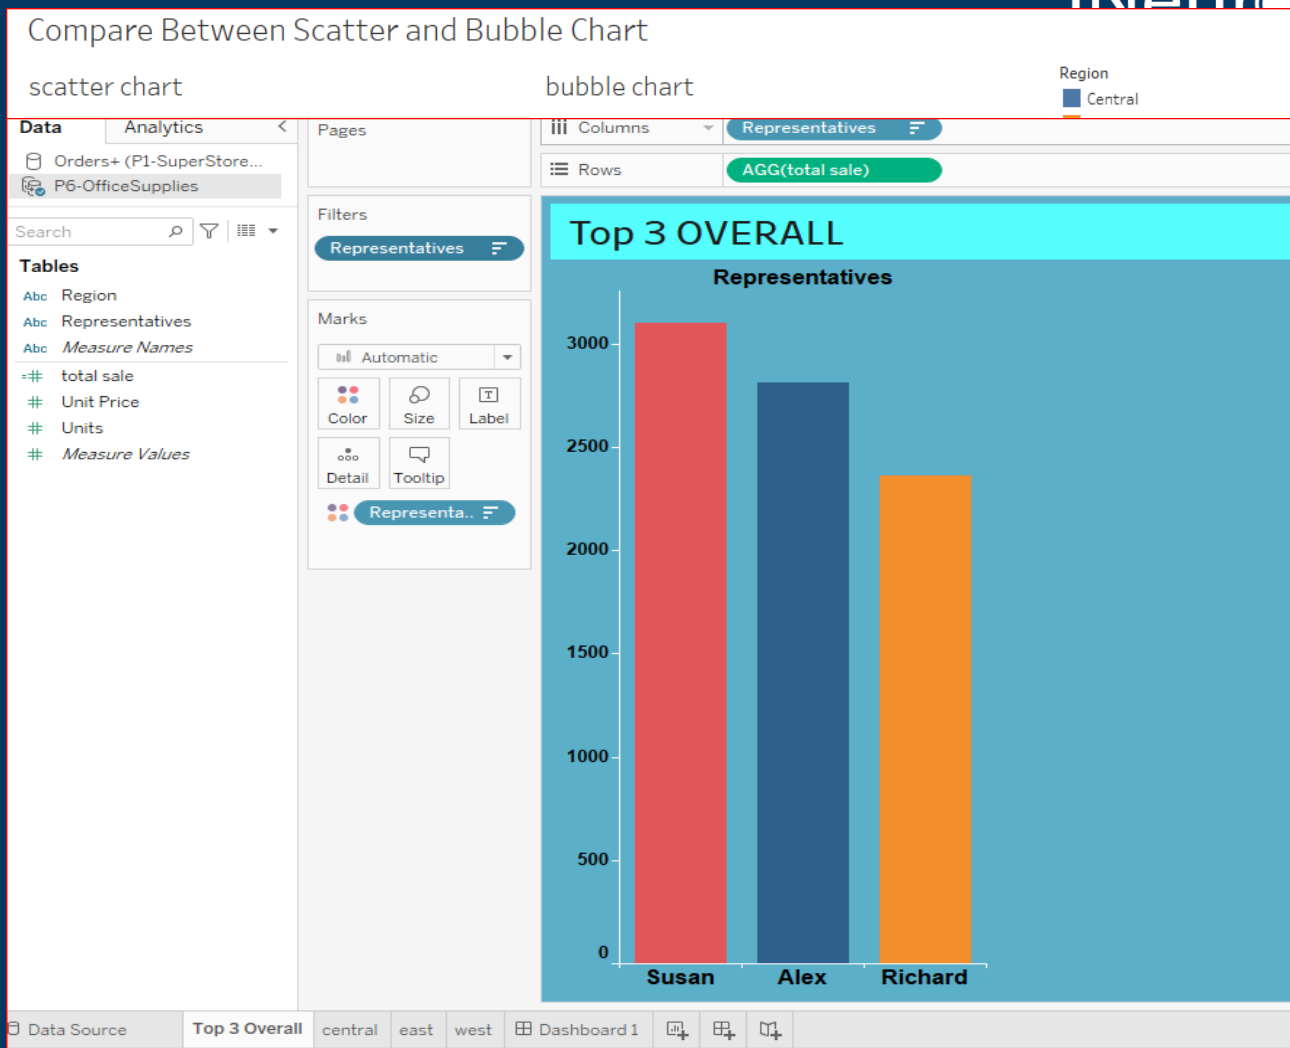 Compare Between Scatter and Bubble Chart
scatter chart
bubble chart
Region
Central
Data
Analytics
Pages
Columns
Representatives
Orders+ (P1-SuperStore...
P6-OfficeSupplies
Rows
AGG(total sale)
Search
Filters
Representatives
Top 3 OVERALL
Representatives
Tables
Abc Region
Abc Representatives
Abc Measure Names
=# total sale
# Unit Price
# Units
# Measure Values
Marks
Automatic
Color
Size
T
Label
Detail
Tooltip
Representa..
3000
2500
2000
1500
1000
500
0
Susan
Alex
Richard
Data Source
Top 3 Overall
central
east
west
Dashboard 1